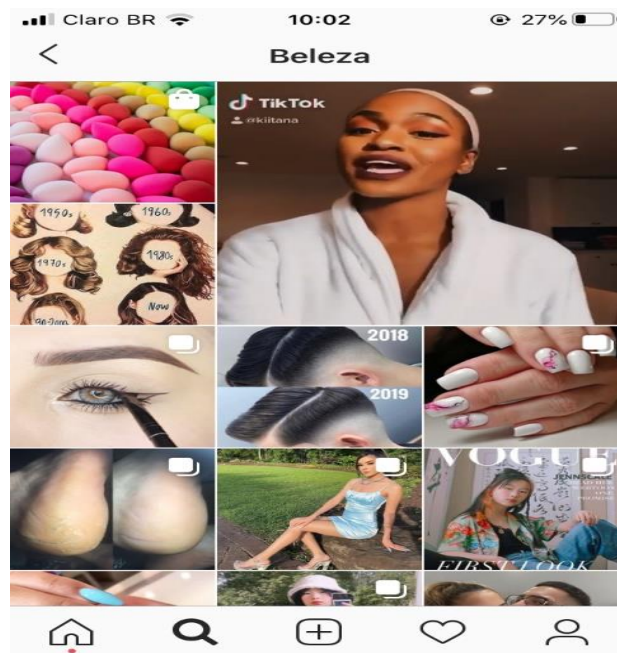 Claro BR 10:02 27%
Beleza
TikTok
@kiitana
1950s 1960s
1970s 1980s
Now
2018
2019
VOGUE
FIRST LOOK